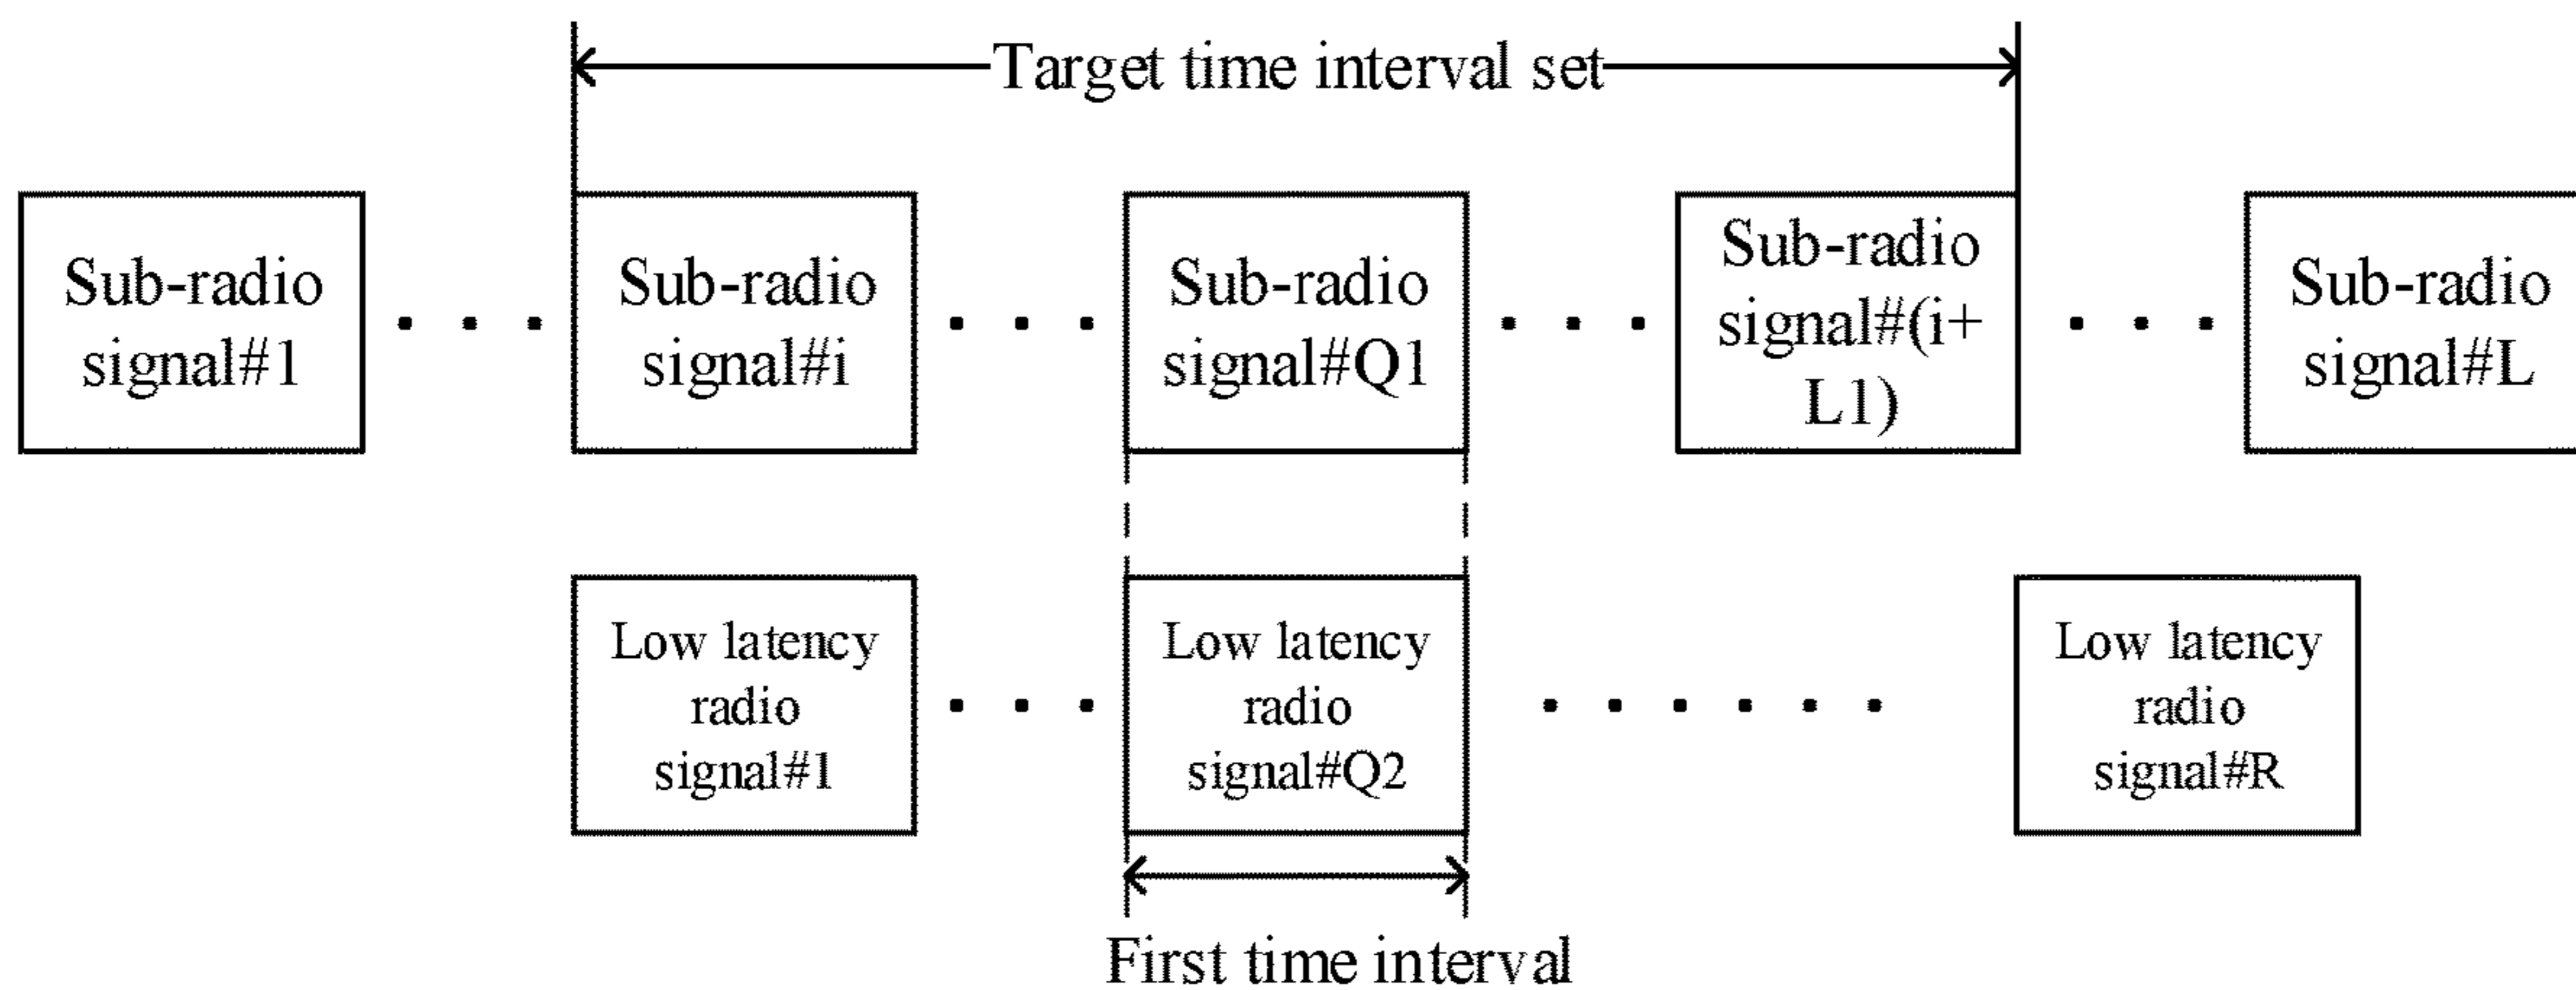 Target time interval set
Sub-radio
signal#1
Sub-radio
signal#i
Sub-radio
signal#Q1
Sub-radio
signal#(i+
L1)
Sub-radio
signal#L
Low latency
radio
signal#1
Low latency
radio
signal#Q2
Low latency
radio
signal#R
First time interval